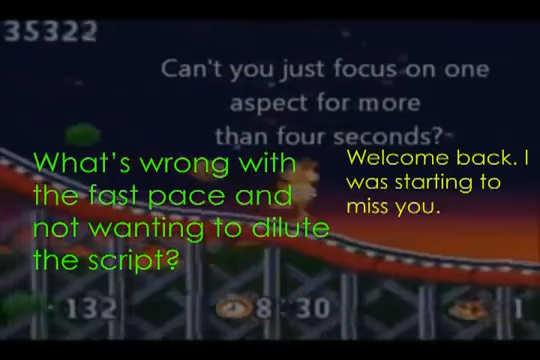 35322
Can't you just focus on one
aspect for more
than four seconds?
What's wrong with
the fast pace and
not wanting to dilute
the script?
Welcome back. I
was starting to
miss you.
132
8:30
1